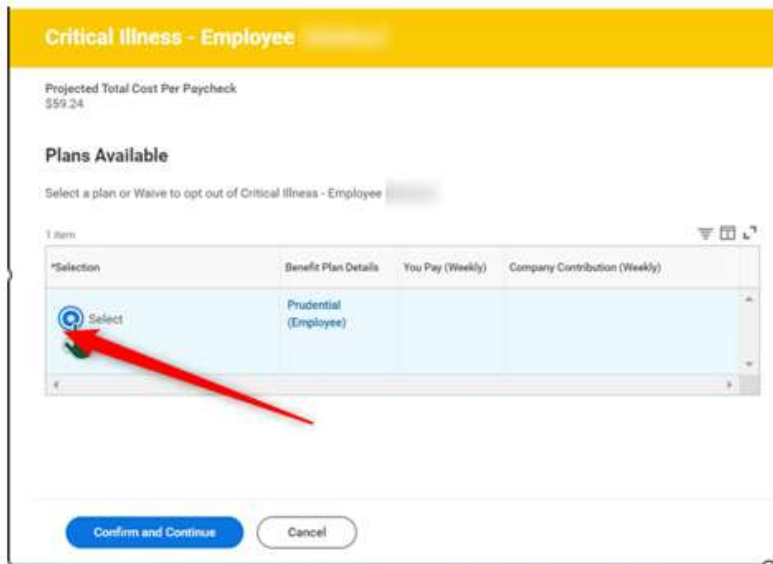 Critical Illness - Employee
Projected Total Cost Per Paycheck
$59.24
Plans Available
Select a plan or Waive to opt out of Critical Illness - Employee
1 item
*Selection Benefit Plan Details You Pay (Weekly) Company Contribution (Weekly)
Select Prudential
(Employee)
Confirm and Continue Cancel